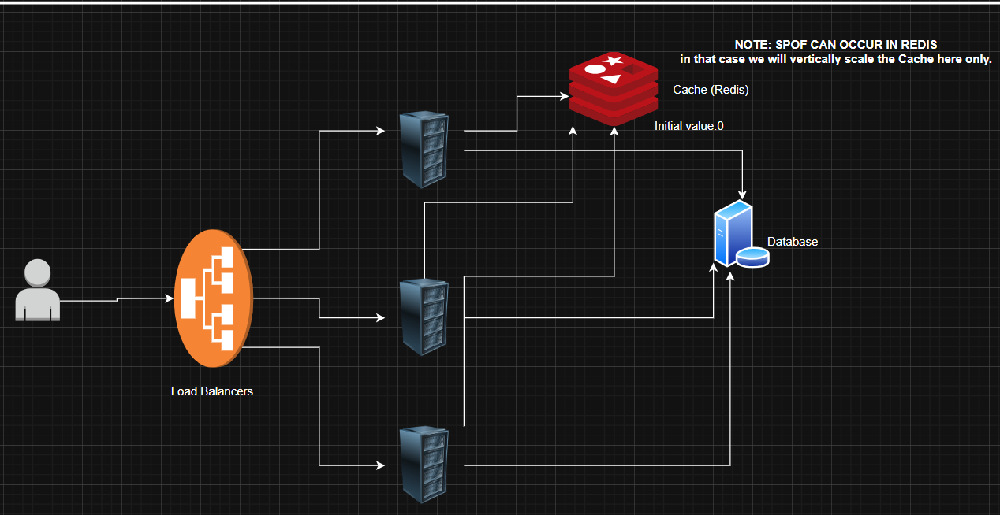 NOTE: SPOF CAN OCCUR IN REDIS
in that case we will vertically scale the Cache here only.
Cache (Redis)
Initial value:0
Database
Load Balancers